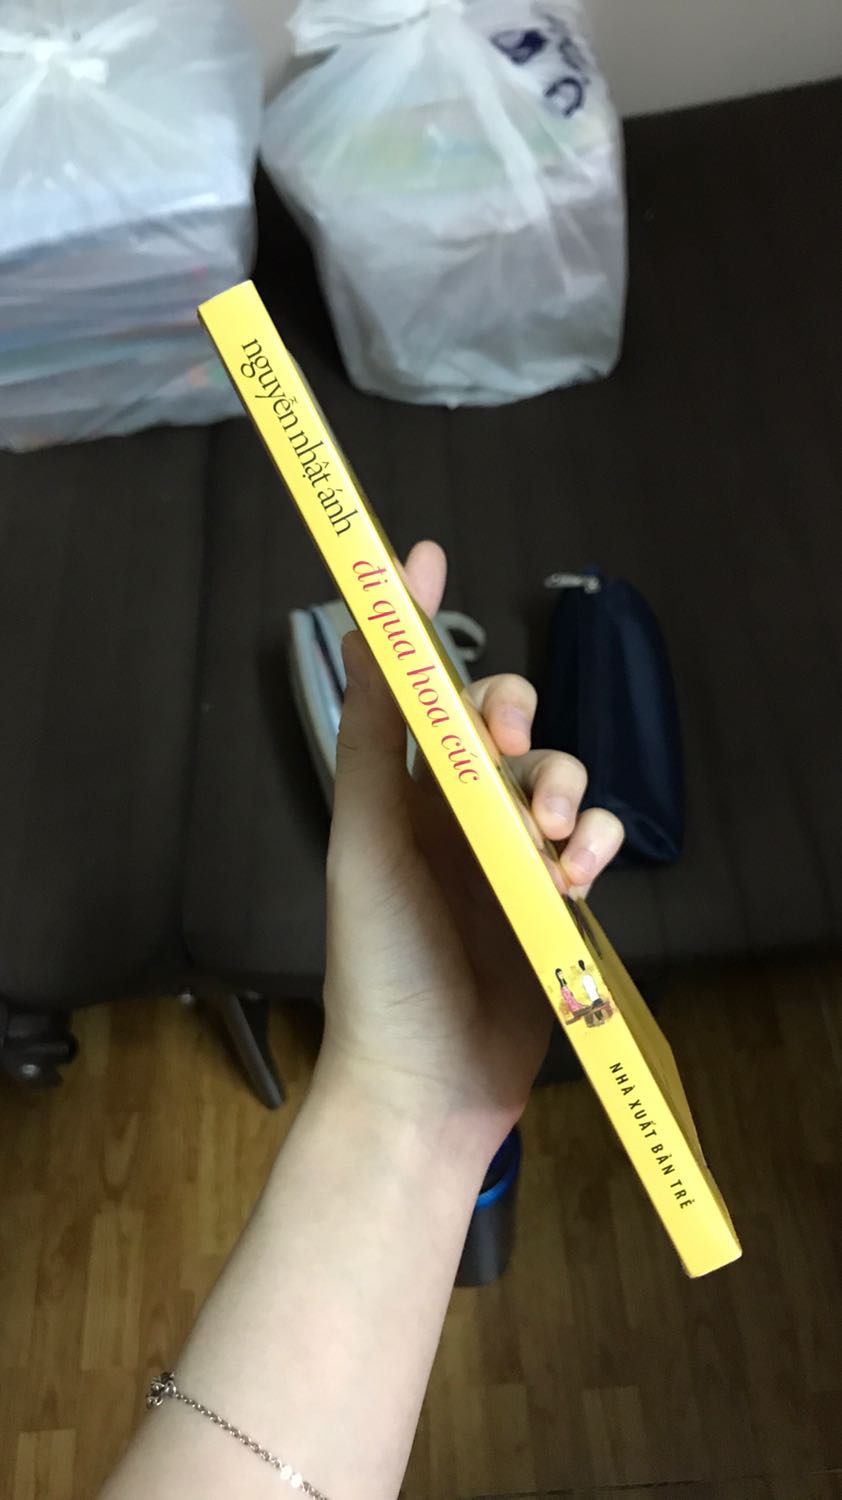 nguyễn nhật ánh
đi qua hoa cúc
NHÀ XUẤT BẢN TRẺ